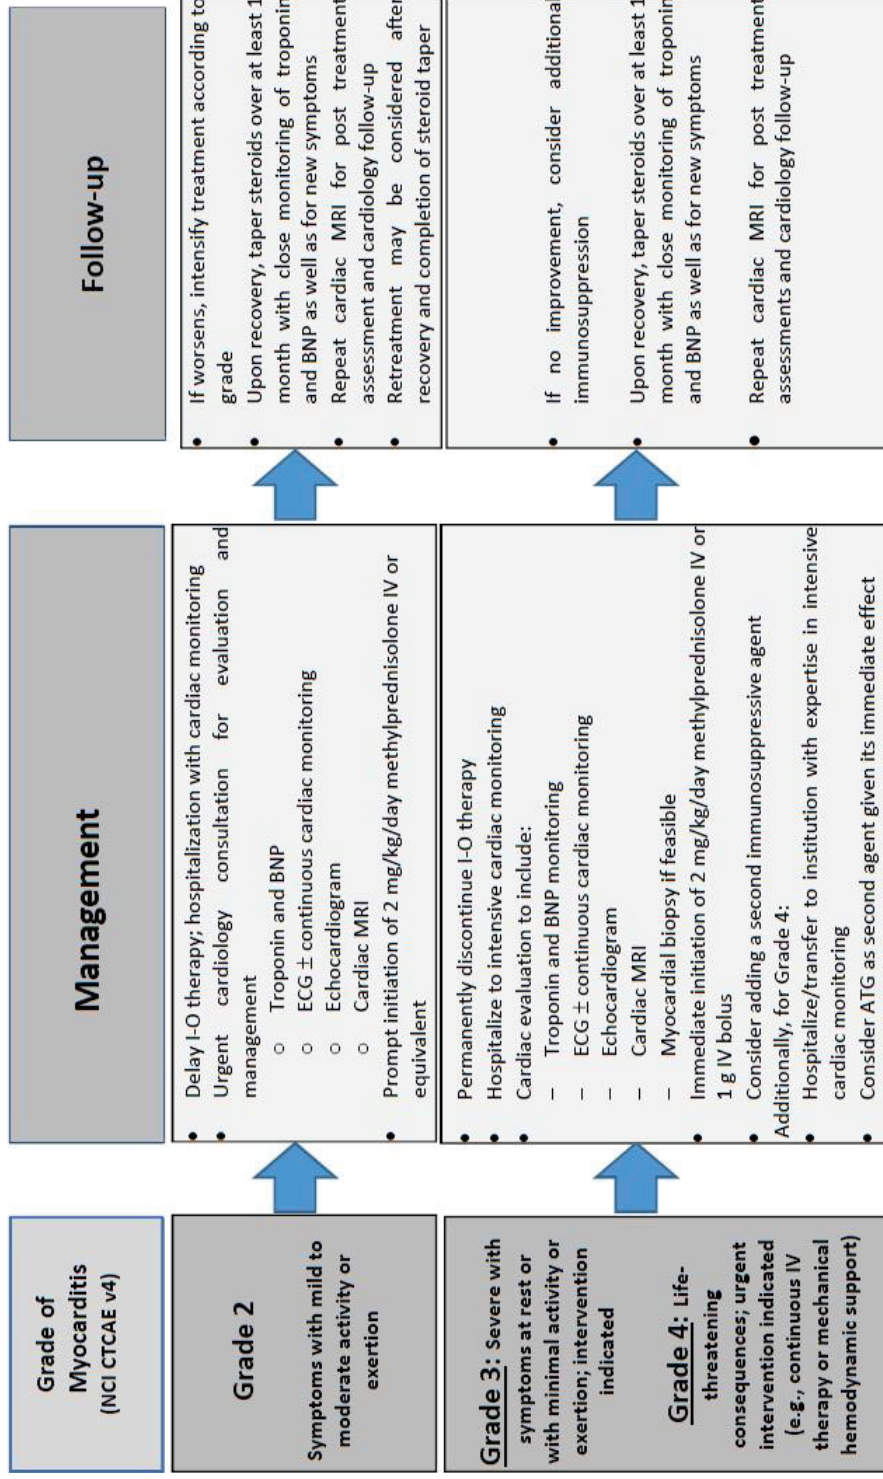 Grade of
Myocarditis
(NCI CTCAE v4)
Management
Follow-up
Grade 2
Symptoms with mild to
moderate activity or
exertion
• Delay I-O therapy; hospitalization with cardiac monitoring
• Urgent cardiology consultation for evaluation and
management
○ Troponin and BNP
○ ECG ± continuous cardiac monitoring
○ Echocardiogram
○ Cardiac MRI
• Prompt initiation of 2 mg/kg/day methylprednisolone IV or
equivalent
• If worsens, intensify treatment according to
grade
• Upon recovery, taper steroids over at least 1
month with close monitoring of troponin
and BNP as well as for new symptoms
• Repeat cardiac MRI for post treatment
assessment and cardiology follow-up
• Retreatment may be considered after
recovery and completion of steroid taper
Grade 3: Severe with
symptoms at rest or
with minimal activity or
exertion; intervention
indicated
Grade 4: Life-
threatening
consequences; urgent
intervention indicated
(e.g., continuous IV
therapy or mechanical
hemodynamic support)
• Permanently discontinue I-O therapy
• Hospitalize to intensive cardiac monitoring
• Cardiac evaluation to include:
– Troponin and BNP monitoring
– ECG ± continuous cardiac monitoring
– Echocardiogram
– Cardiac MRI
– Myocardial biopsy if feasible
• Immediate initiation of 2 mg/kg/day methylprednisolone IV or
1 g IV bolus
• Consider adding a second immunosuppressive agent
Additionally, for Grade 4:
• Hospitalize/transfer to institution with expertise in intensive
cardiac monitoring
• Consider ATG as second agent given its immediate effect
• If no improvement, consider additional
immunosuppression
• Upon recovery, taper steroids over at least 1
month with close monitoring of troponin
and BNP as well as for new symptoms
• Repeat cardiac MRI for post treatment
assessments and cardiology follow-up